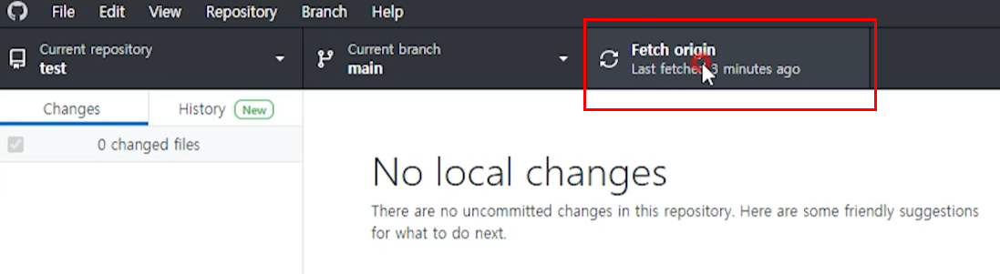 File Edit View Repository Branch Help
Current repository
test
Current branch
main
Fetch origin
Last fetched 3 minutes ago
Changes
History New
0 changed files
No local changes
There are no uncommitted changes in this repository. Here are some friendly suggestions
for what to do next.